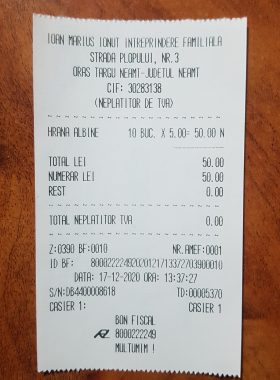 IOAN MARIUS IONUT INTREPRINDERE FAMILIALA
STRADA PLOPULUI, NR.3
ORAS TARGU NEAMT-JUDETUL NEAMT
CIF: 30283138
(NEPLATITOR DE TVA)
HRANA ALBINE 10 BUC. X 5.00= 50.00 N
TOTAL LEI 50.00
NUMERAR LEI 50.00
REST 0.00
TOTAL NEPLATITOR TVA 0.00
Z:0390 BF:0010 NR.AMEF:0001
ID BF: 80002222492020121713372703900010
DATA: 17-12-2020 ORA: 13:37:27
S/N:DB4400008618 TD:00005370
CASIER 1: CASIER 1
BON FISCAL
8000222249
MULTUMIM !